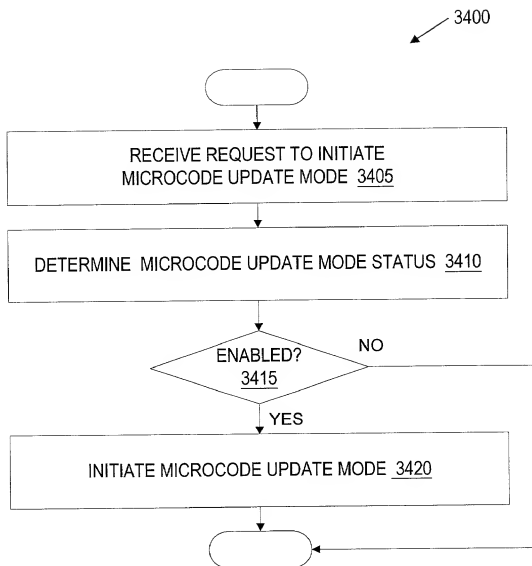 3400
RECEIVE REQUEST TO INITIATE
MICROCODE UPDATE MODE 3405
DETERMINE MICROCODE UPDATE MODE STATUS 3410
ENABLED?
3415
NO
YES
INITIATE MICROCODE UPDATE MODE 3420